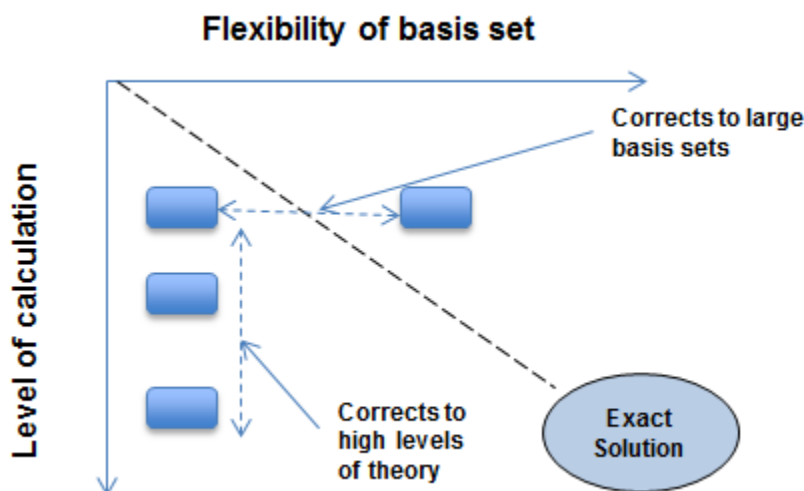 Flexibility of basis set
Corrects to large
basis sets
Level of calculation
Corrects to
high levels
of theory
Exact
Solution